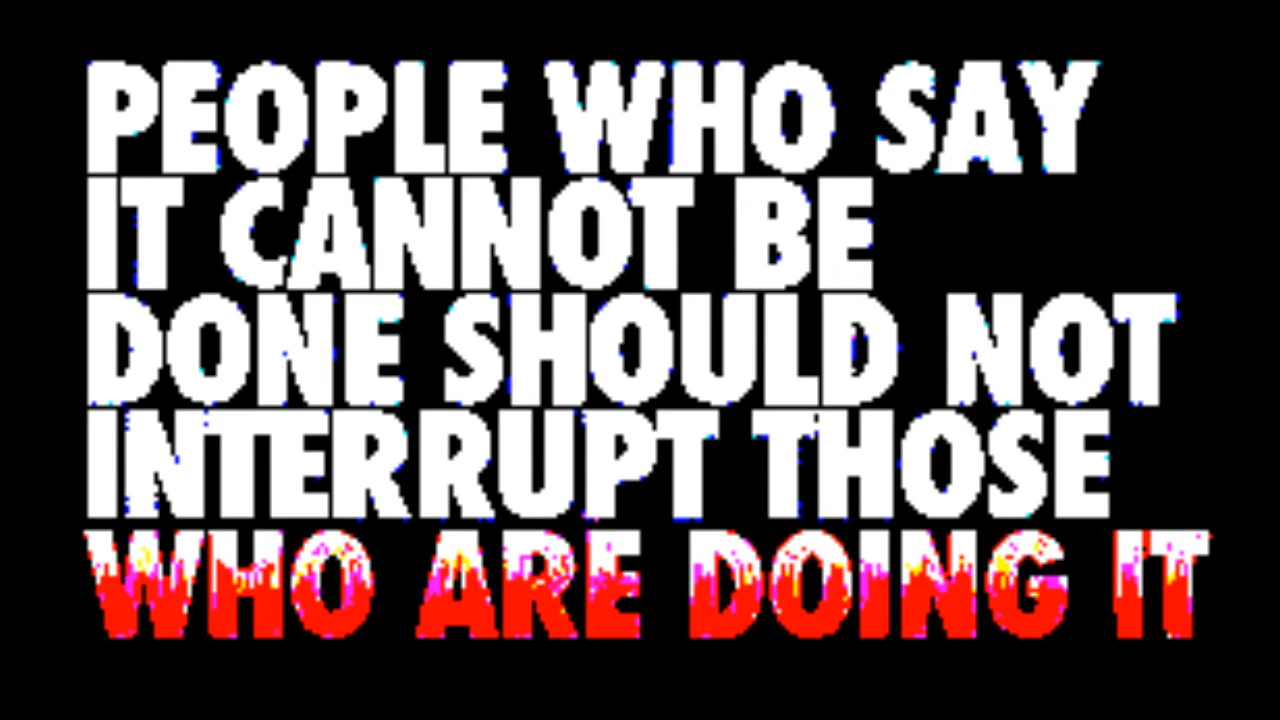 PEOPLE WHO SAY
IT CANNOT BE
DONE SHOULD NOT
INTERRUPT THOSE
WHO ARE DOING IT